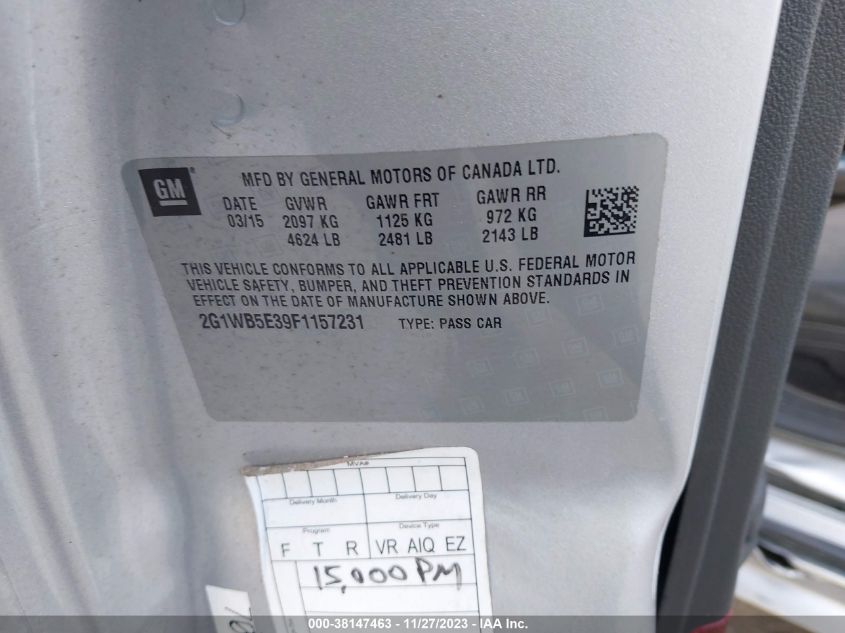 GM MFD BY GENERAL MOTORS OF CANADA LTD.
DATE GVWR GAWR FRT GAWR RR
03/15 2097 KG 1125 KG 972 KG
4624 LB 2481 LB 2143 LB
THIS VEHICLE CONFORMS TO ALL APPLICABLE U.S. FEDERAL MOTOR
VEHICLE SAFETY, BUMPER, AND THEFT PREVENTION STANDARDS IN
EFFECT ON THE DATE OF MANUFACTURE SHOWN ABOVE.
2G1WB5E39F1157231 TYPE: PASS CAR
MVA#
Delivery Month Delivery Day
Program Device Type
F T R VR AIQ EZ
15,000 PM
000-38147463 - 11/27/2023 - IAA Inc.